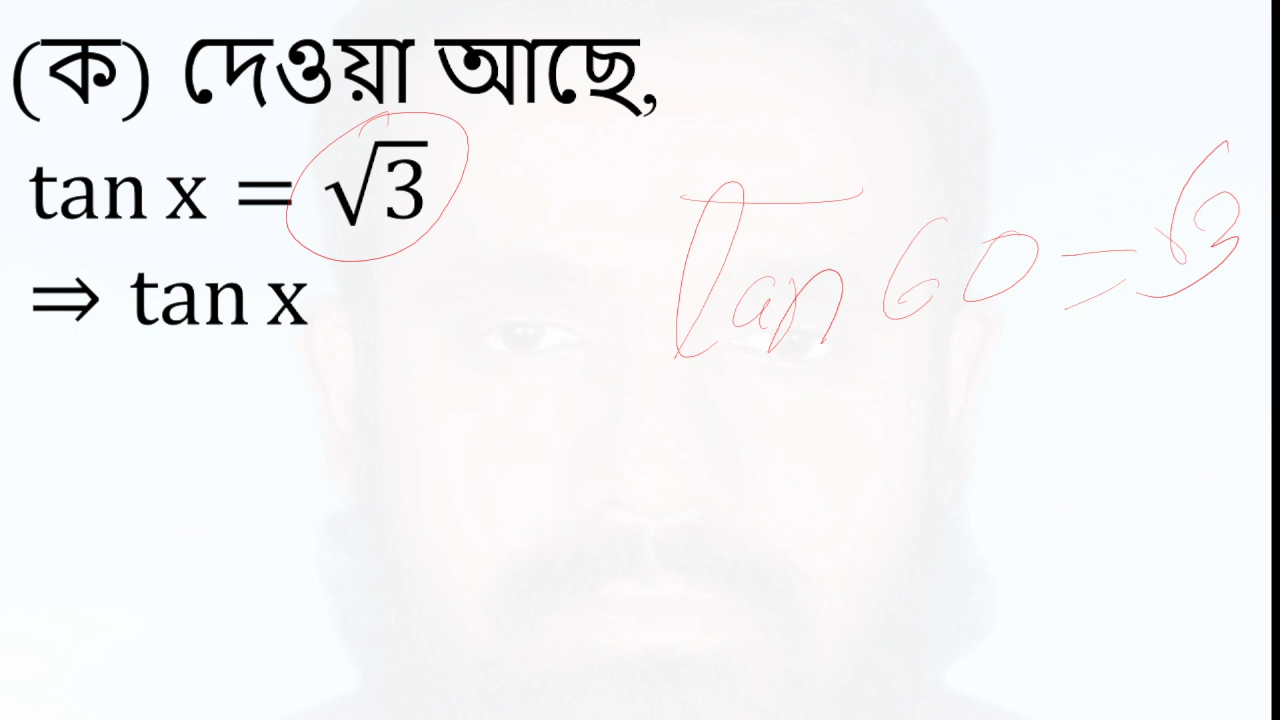 (ক) দেওয়া আছে,
tan x = √3
⇒ tan x
tan 60 = √3